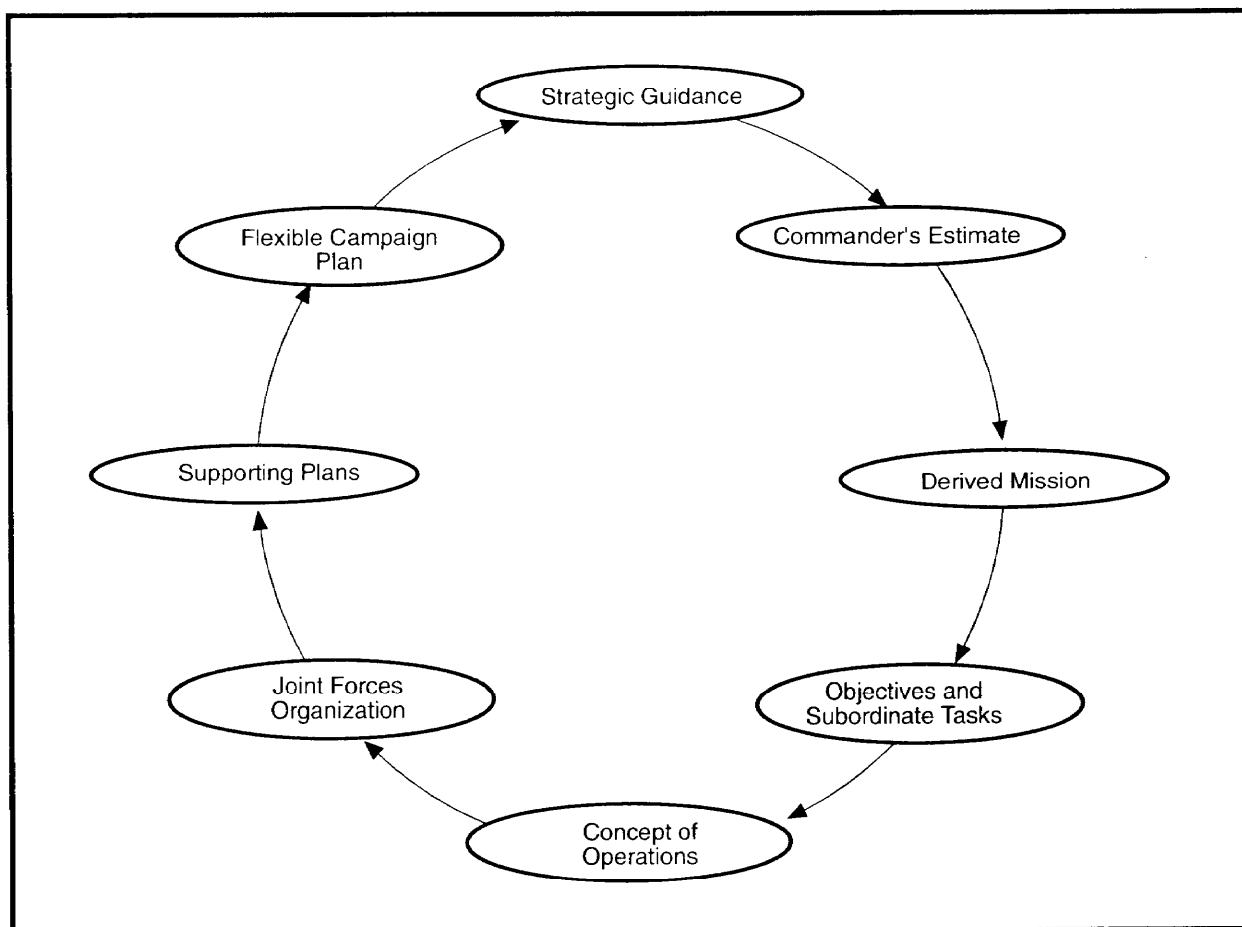 Strategic Guidance
Commander's Estimate
Derived Mission
Objectives and
Subordinate Tasks
Concept of
Operations
Joint Forces
Organization
Supporting Plans
Flexible Campaign
Plan